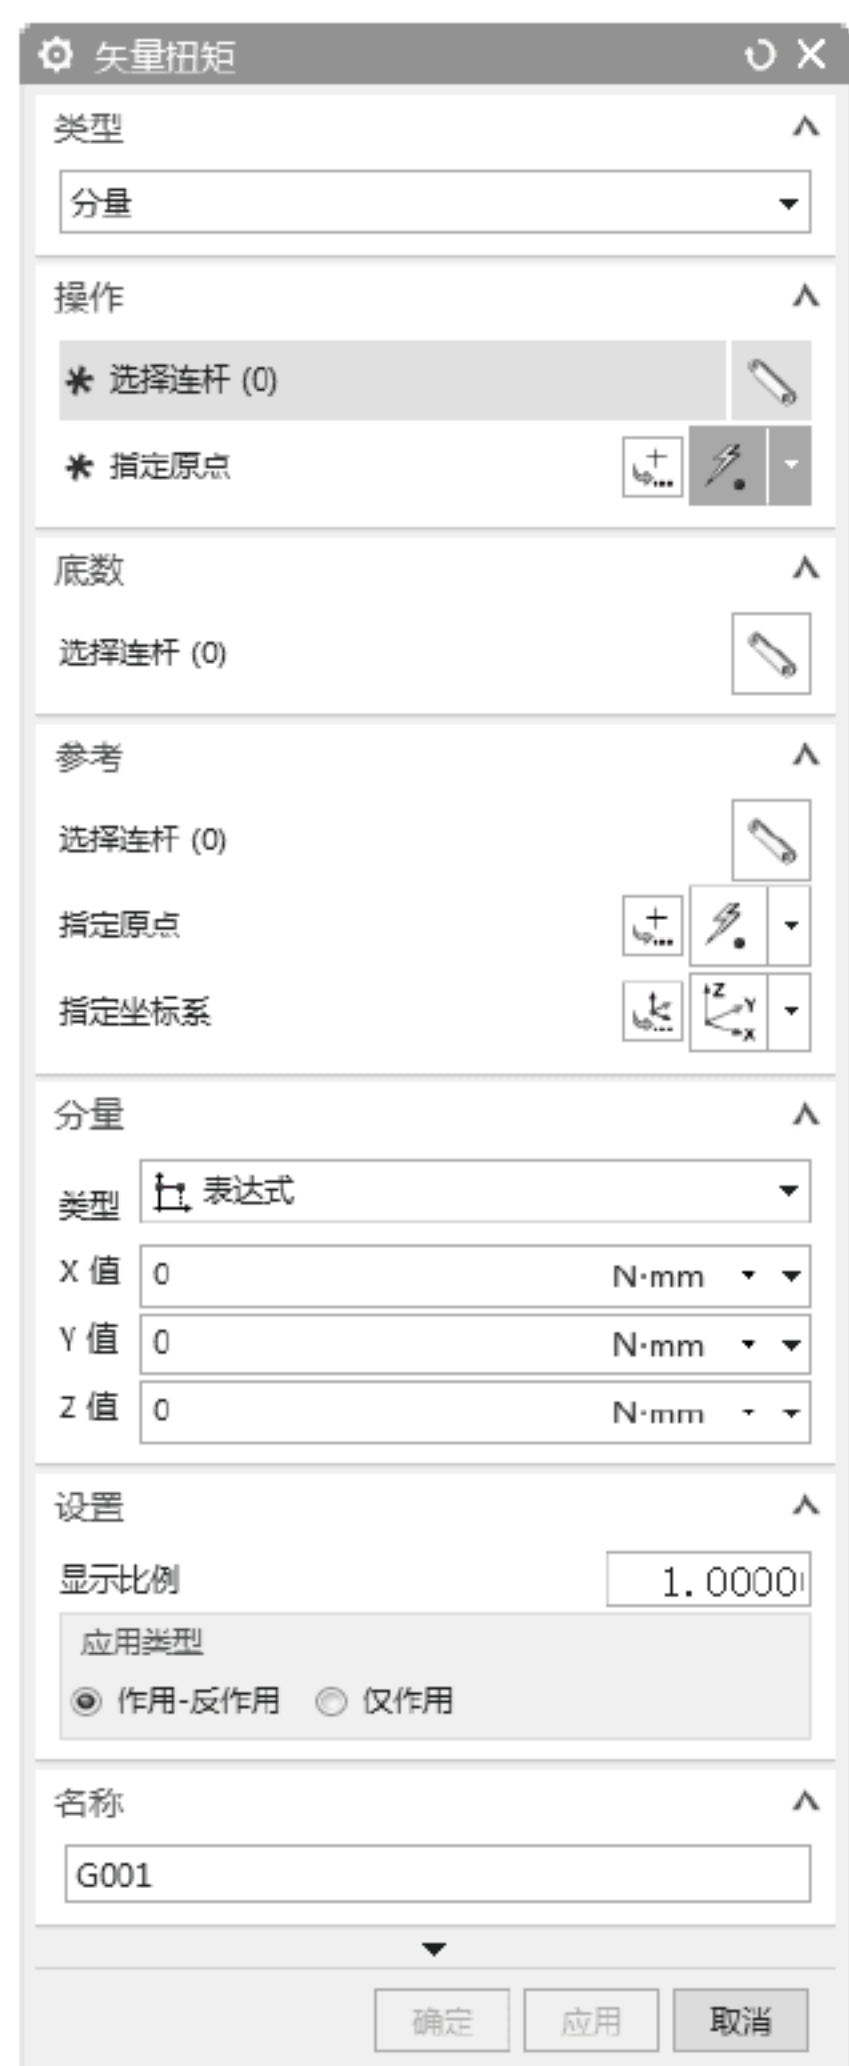 矢量扭矩
类型
分量
操作
* 选择连杆 (0)
* 指定原点
底数
选择连杆 (0)
参考
选择连杆 (0)
指定原点
指定坐标系
Z Y X
分量
类型 表达式
X 值 0 N·mm
Y 值 0 N·mm
Z 值 0 N·mm
设置
显示比例 1.0000
应用类型
作用-反作用 仅作用
名称
G001
确定 应用 取消